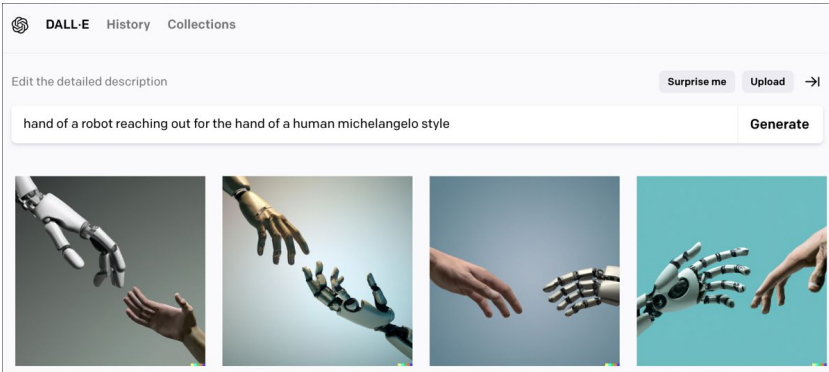 DALL·E History Collections
Edit the detailed description Surprise me Upload
hand of a robot reaching out for the hand of a human michelangelo style Generate